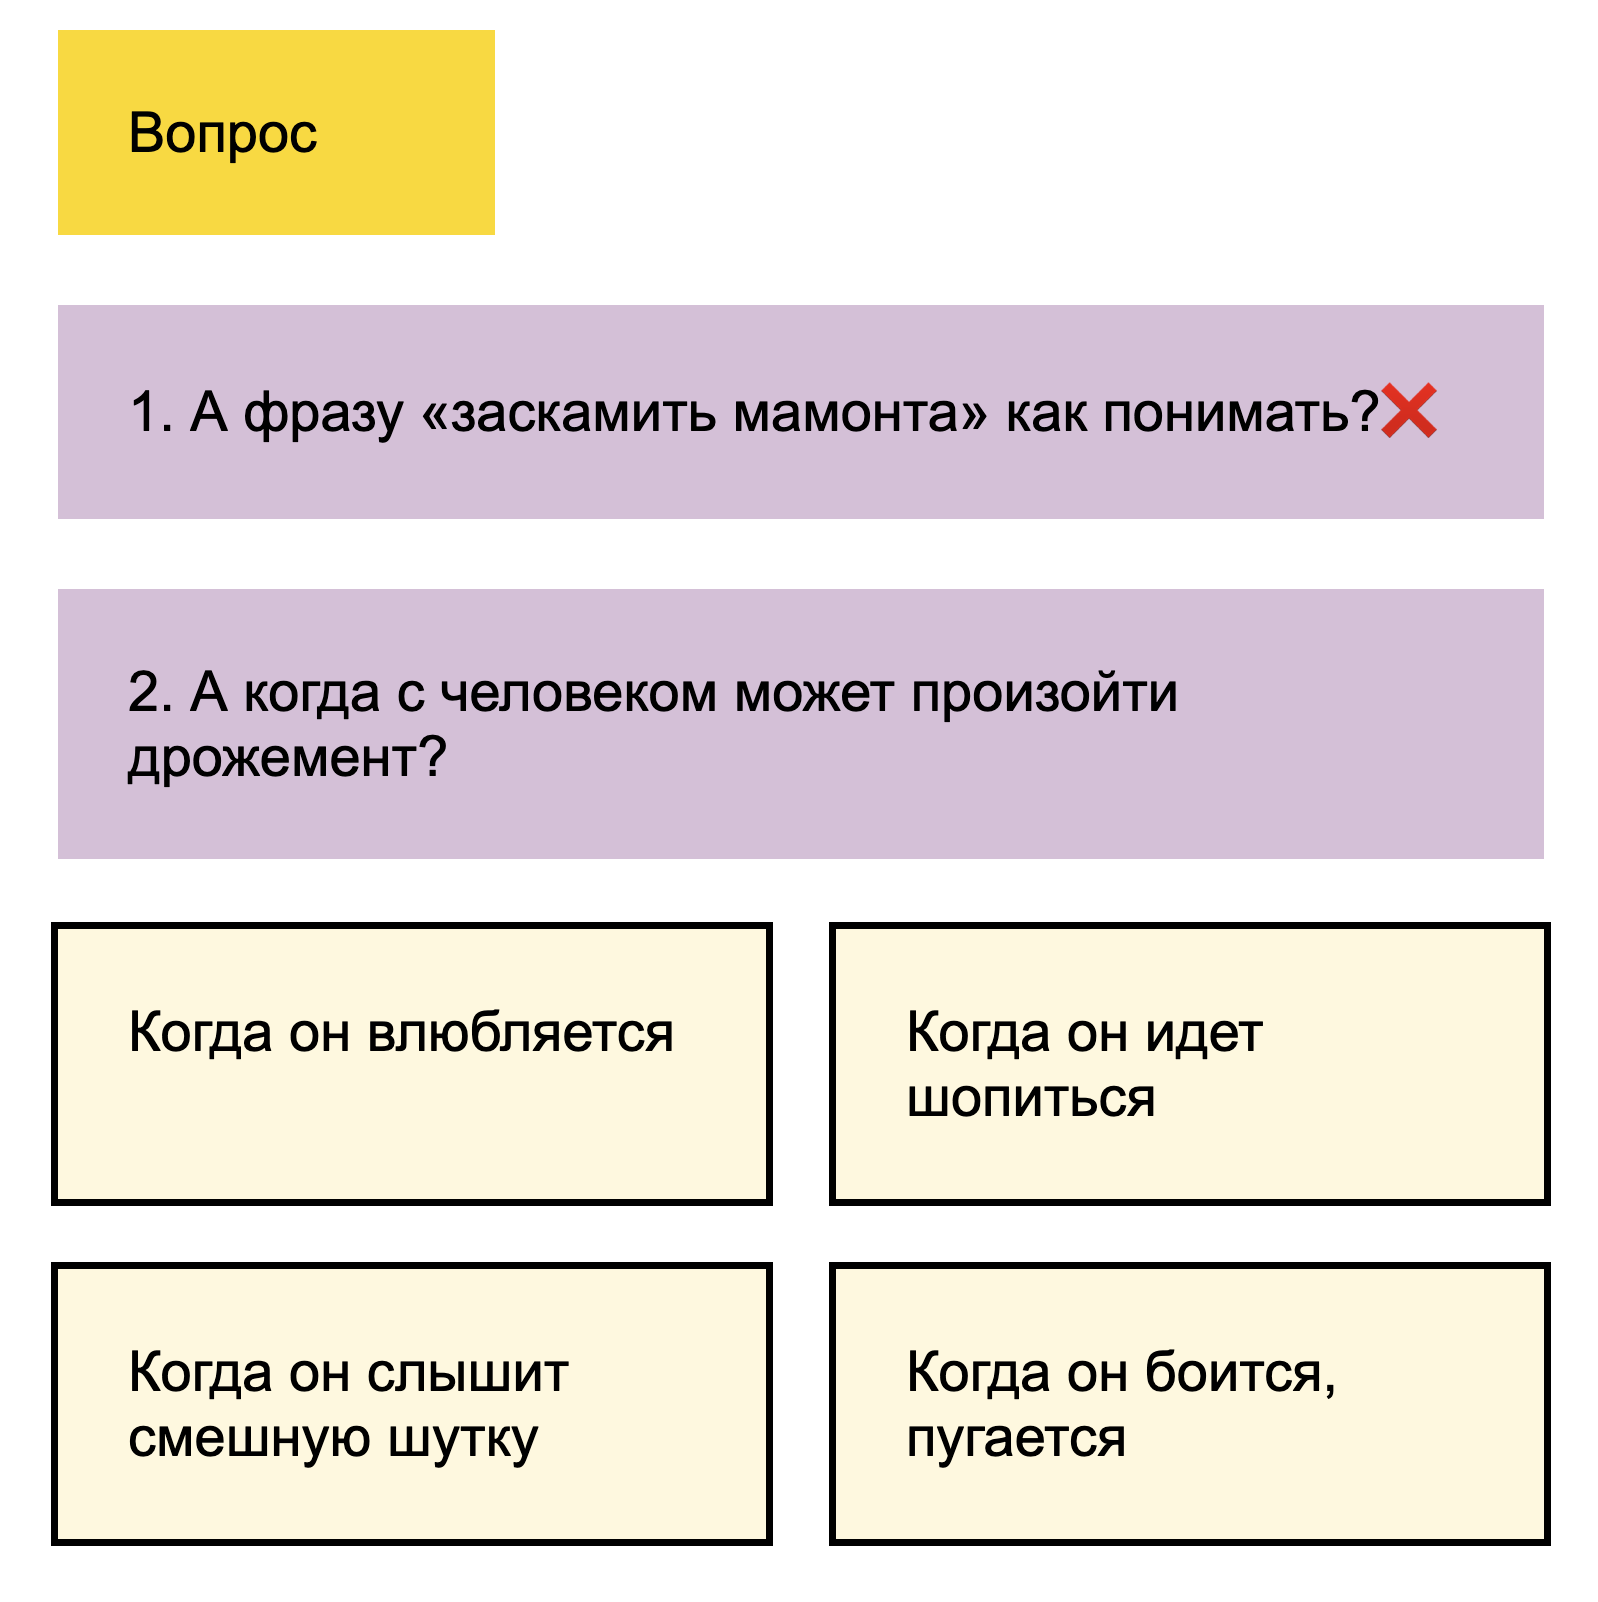 Вопрос
1. А фразу «заскамить мамонта» как понимать?❌
2. А когда с человеком может произойти
дрожемент?
Когда он влюбляется
Когда он идет
шопиться
Когда он слышит
смешную шутку
Когда он боится,
пугается